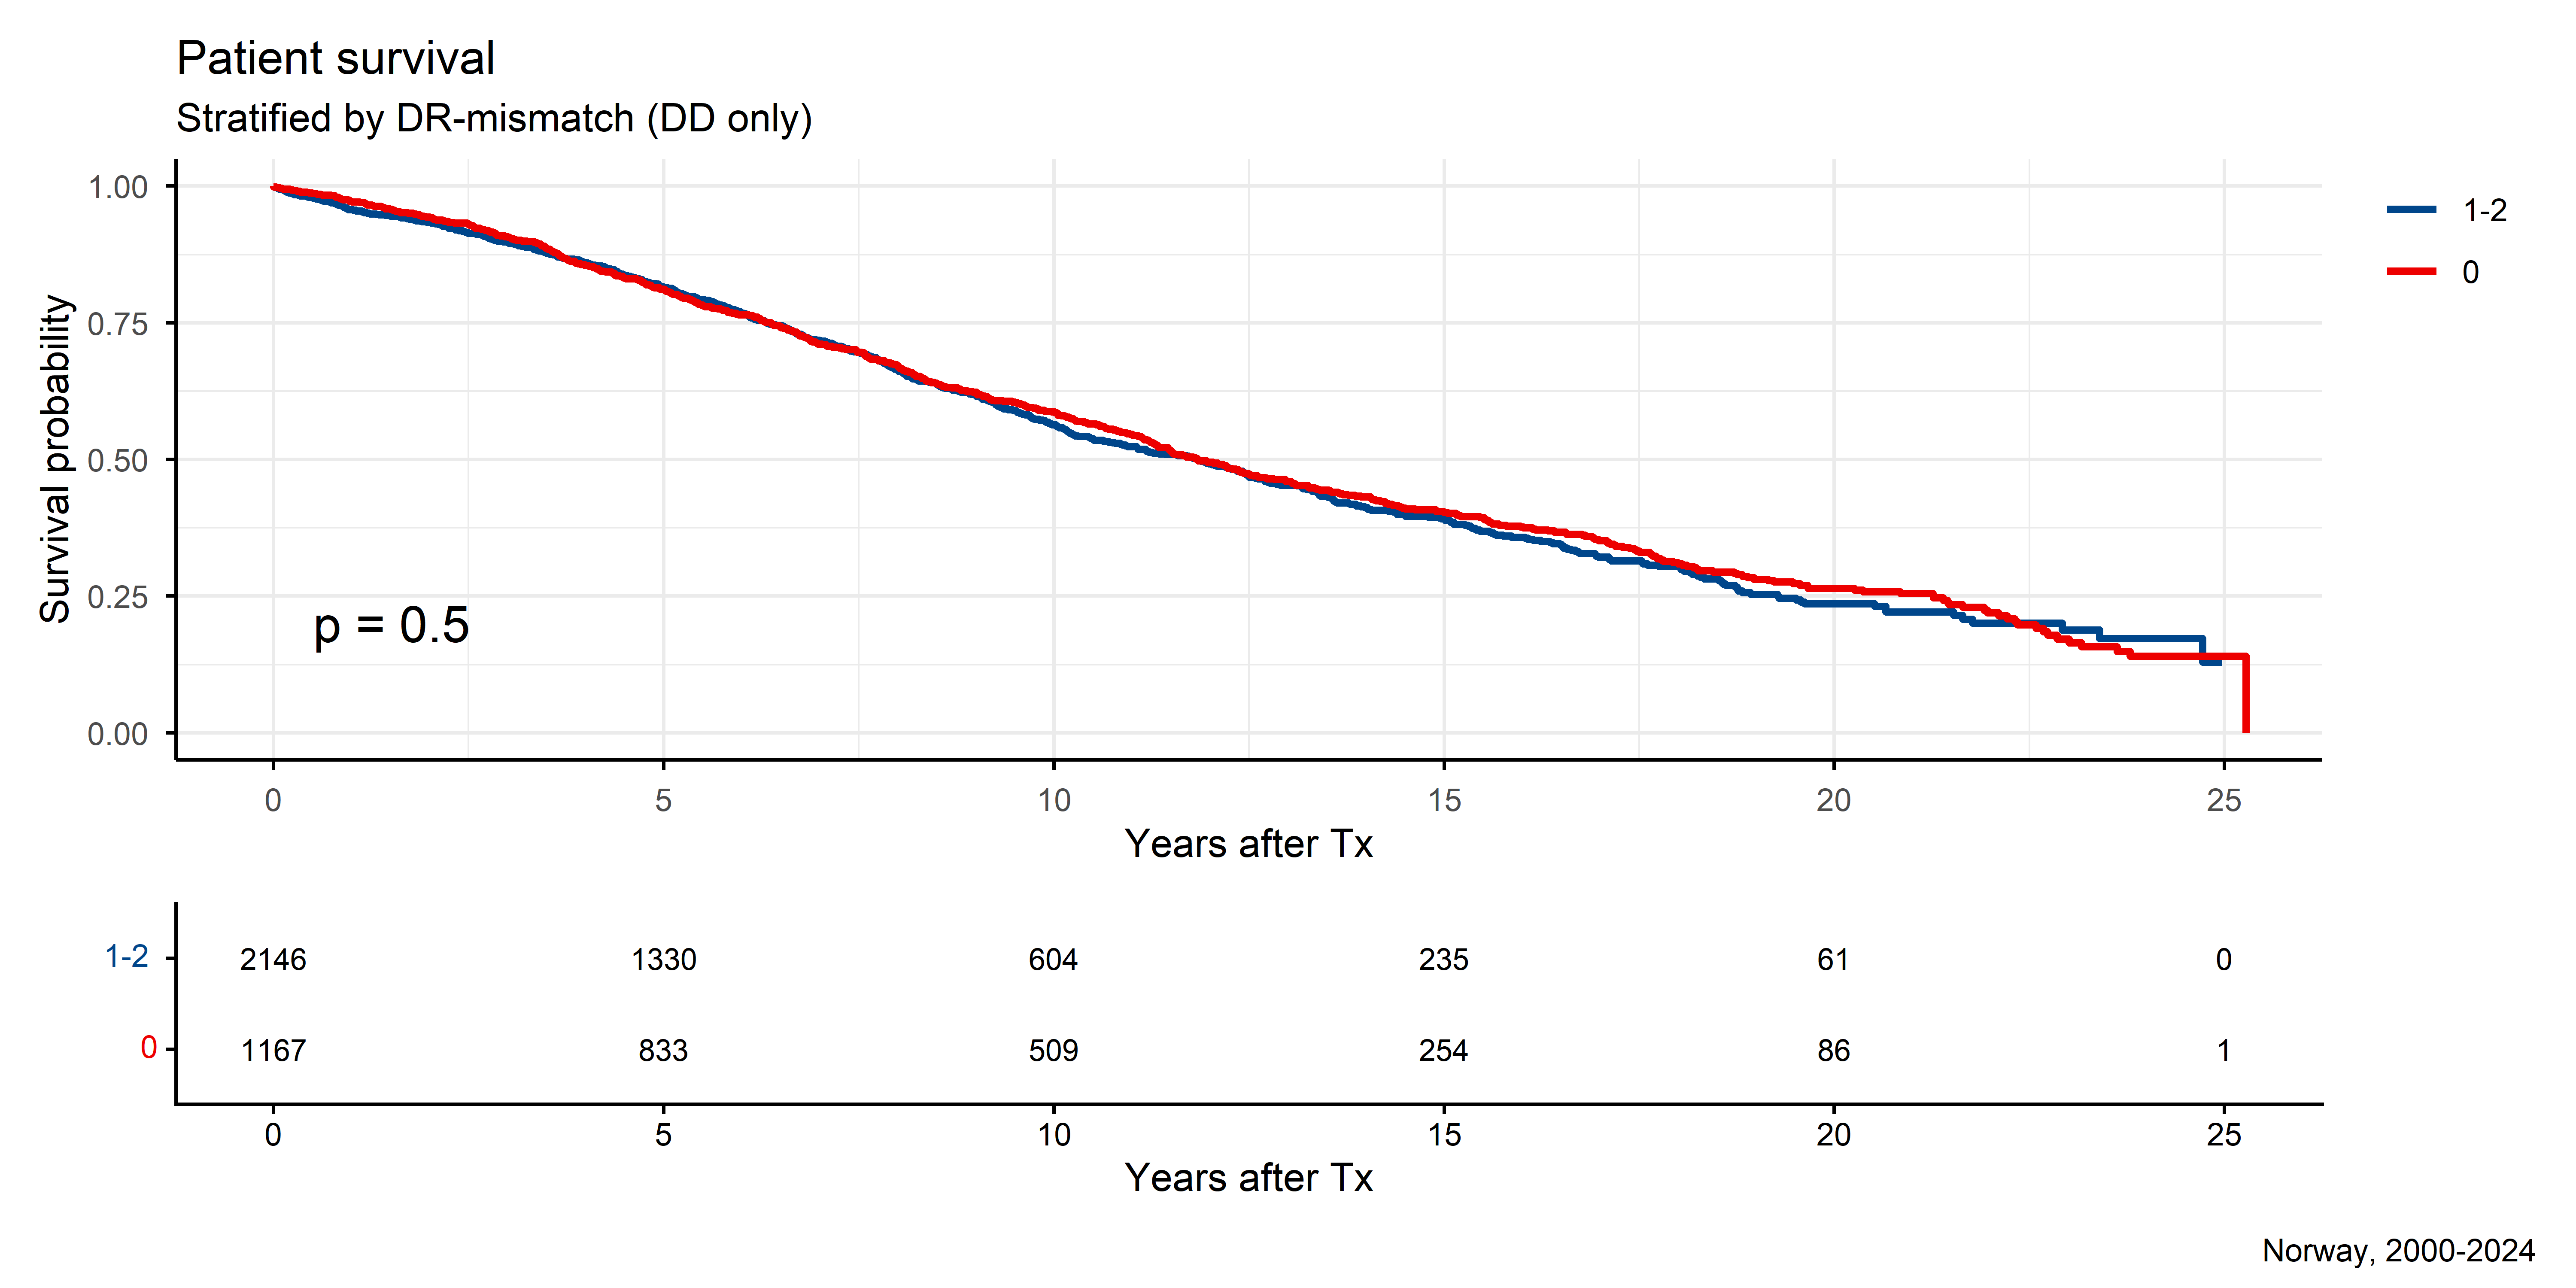 Patient survival
Stratified by DR-mismatch (DD only)
1.00
0.75
0.50
0.25
0.00
Survival probability
p = 0.5
1-2
0
0 5 10 15 20 25
Years after Tx
1-2 2146 1330 604 235 61 0
0 1167 833 509 254 86 1
0 5 10 15 20 25
Years after Tx
Norway, 2000-2024